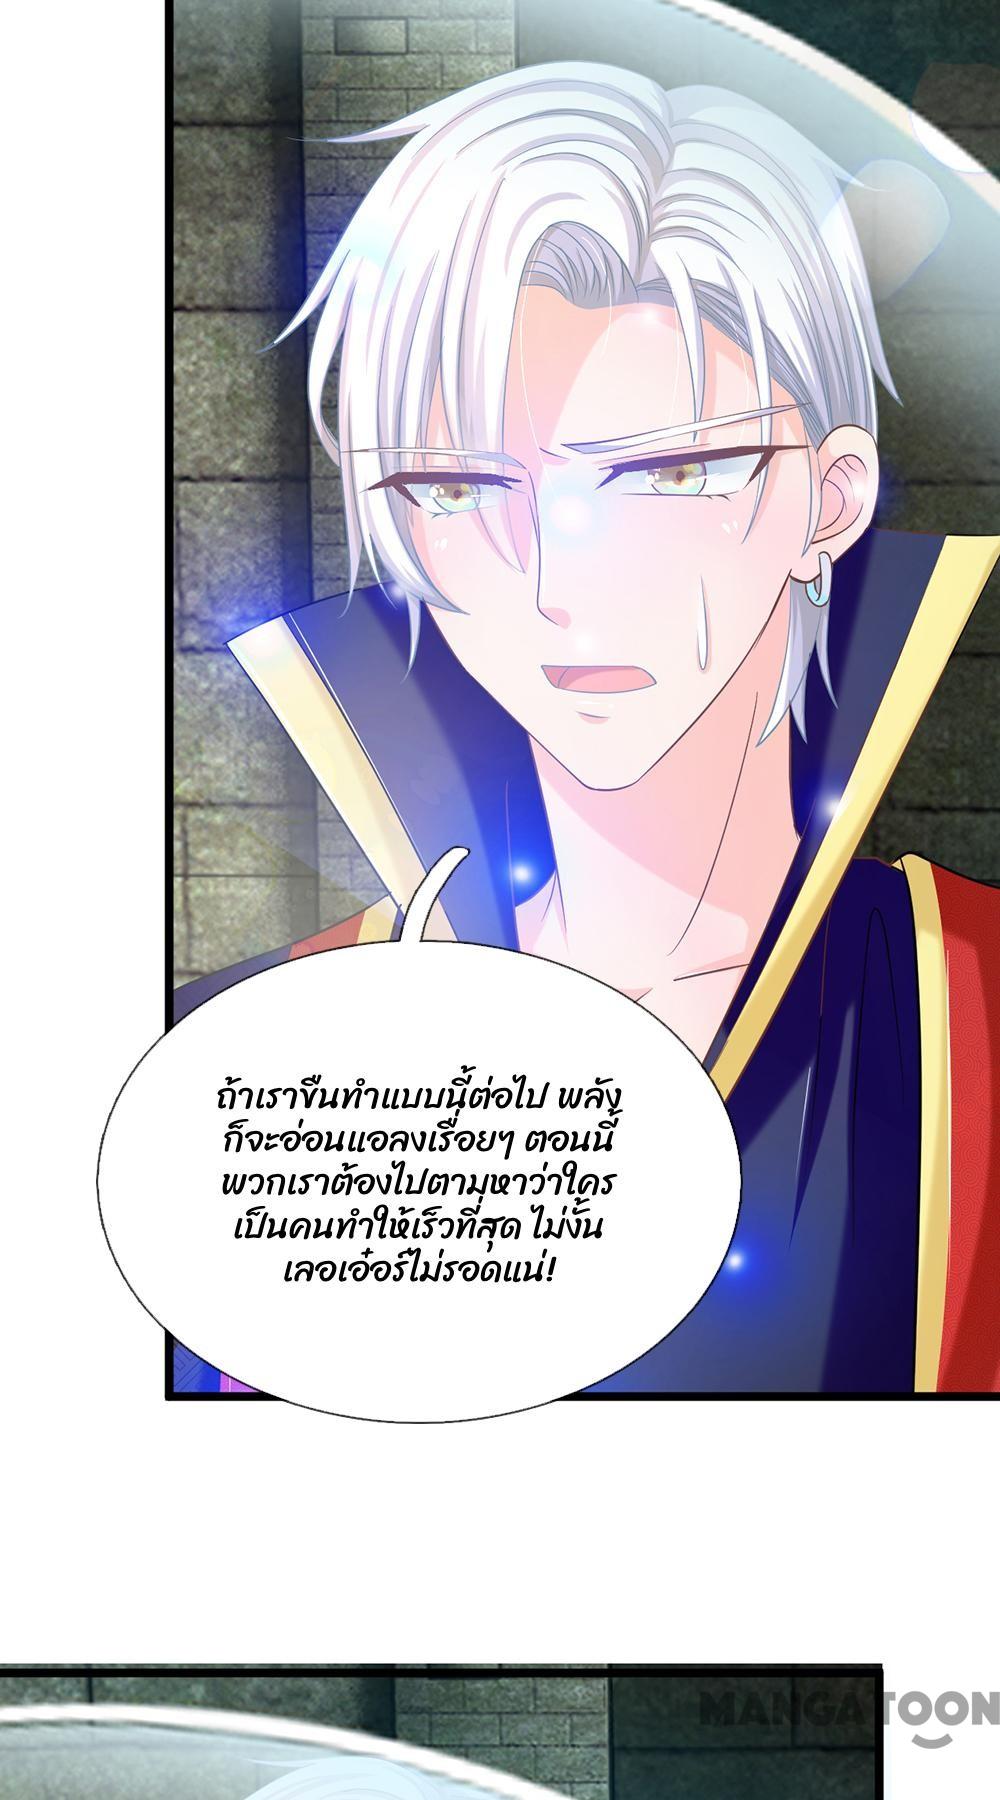 ถ้าเราขืนทำแบบนี้ต่อไป พลัง
ก็จะอ่อนแอลงเรื่อยๆ ตอนนี้
พวกเราต้องไปตามหาว่าใคร
เป็นคนทำให้เร็วที่สุด ไม่งั้น
เลอเอ๋อร์ไม่รอดแน่!
MANGATOON